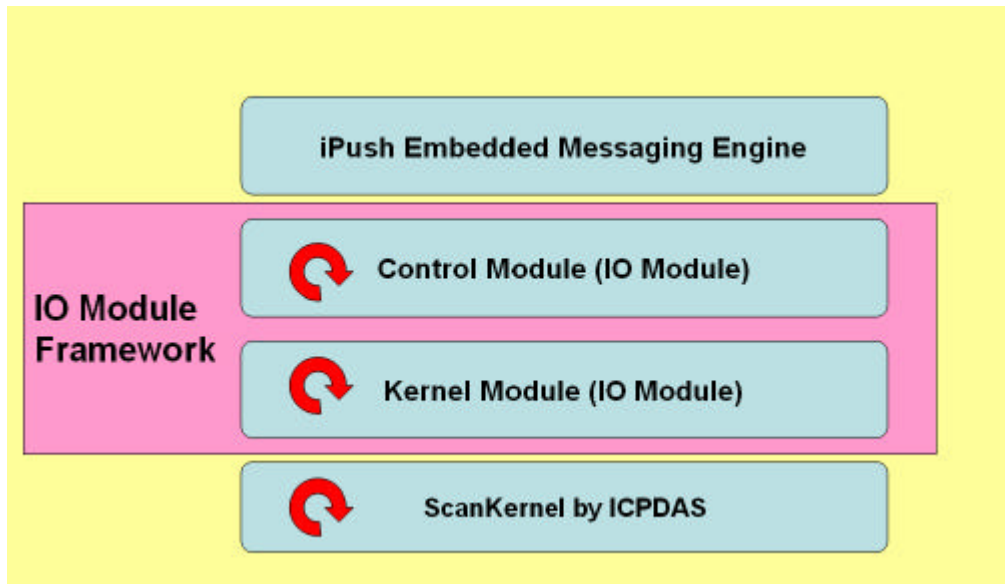 iPush Embedded Messaging Engine
Control Module (IO Module)
IO Module
Framework
Kernel Module (IO Module)
ScanKernel by ICPDAS